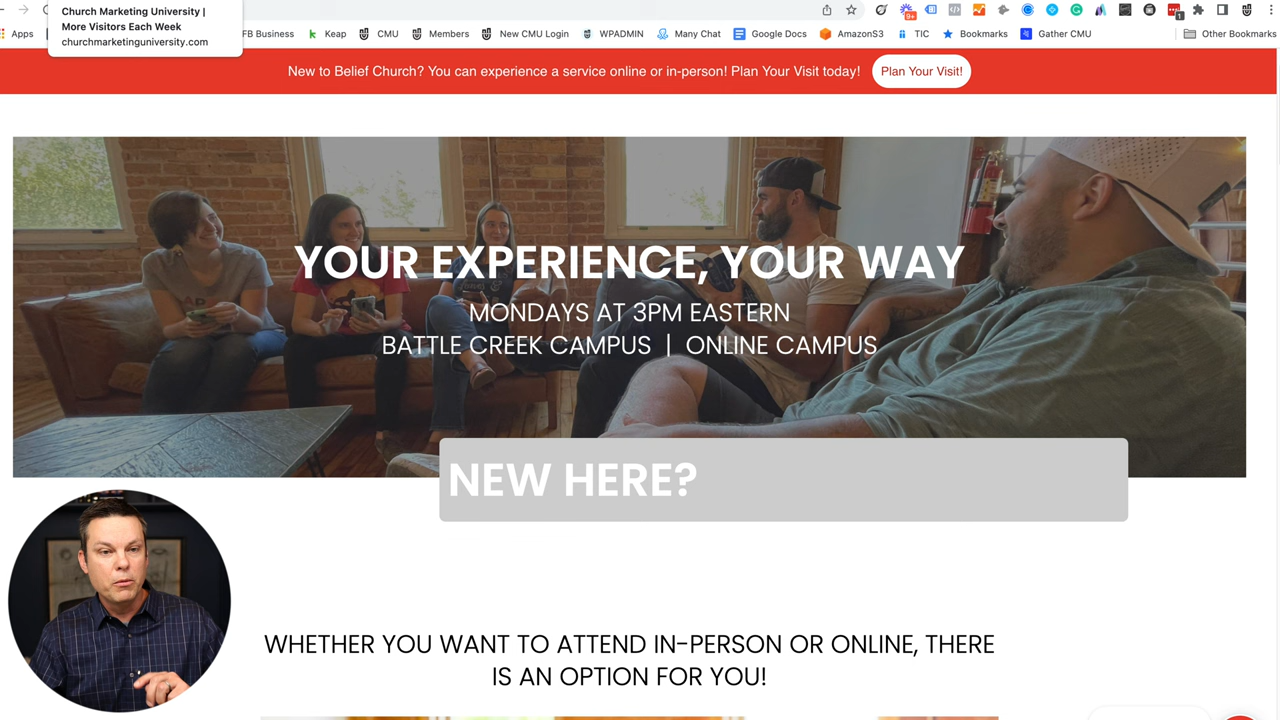 Church Marketing University |
More Visitors Each Week
churchmarketinguniversity.com
9+
1
Apps
FB Business
Keap
CMU
Members
New CMU Login
WPADMIN
Many Chat
Google Docs
AmazonS3
TIC
Bookmarks
Gather CMU
Other Bookmarks
New to Belief Church? You can experience a service online or in-person! Plan Your Visit today!
Plan Your Visit!
YOUR EXPERIENCE, YOUR WAY
MONDAYS AT 3PM EASTERN
BATTLE CREEK CAMPUS | ONLINE CAMPUS
NEW HERE?
WHETHER YOU WANT TO ATTEND IN-PERSON OR ONLINE, THERE
IS AN OPTION FOR YOU!